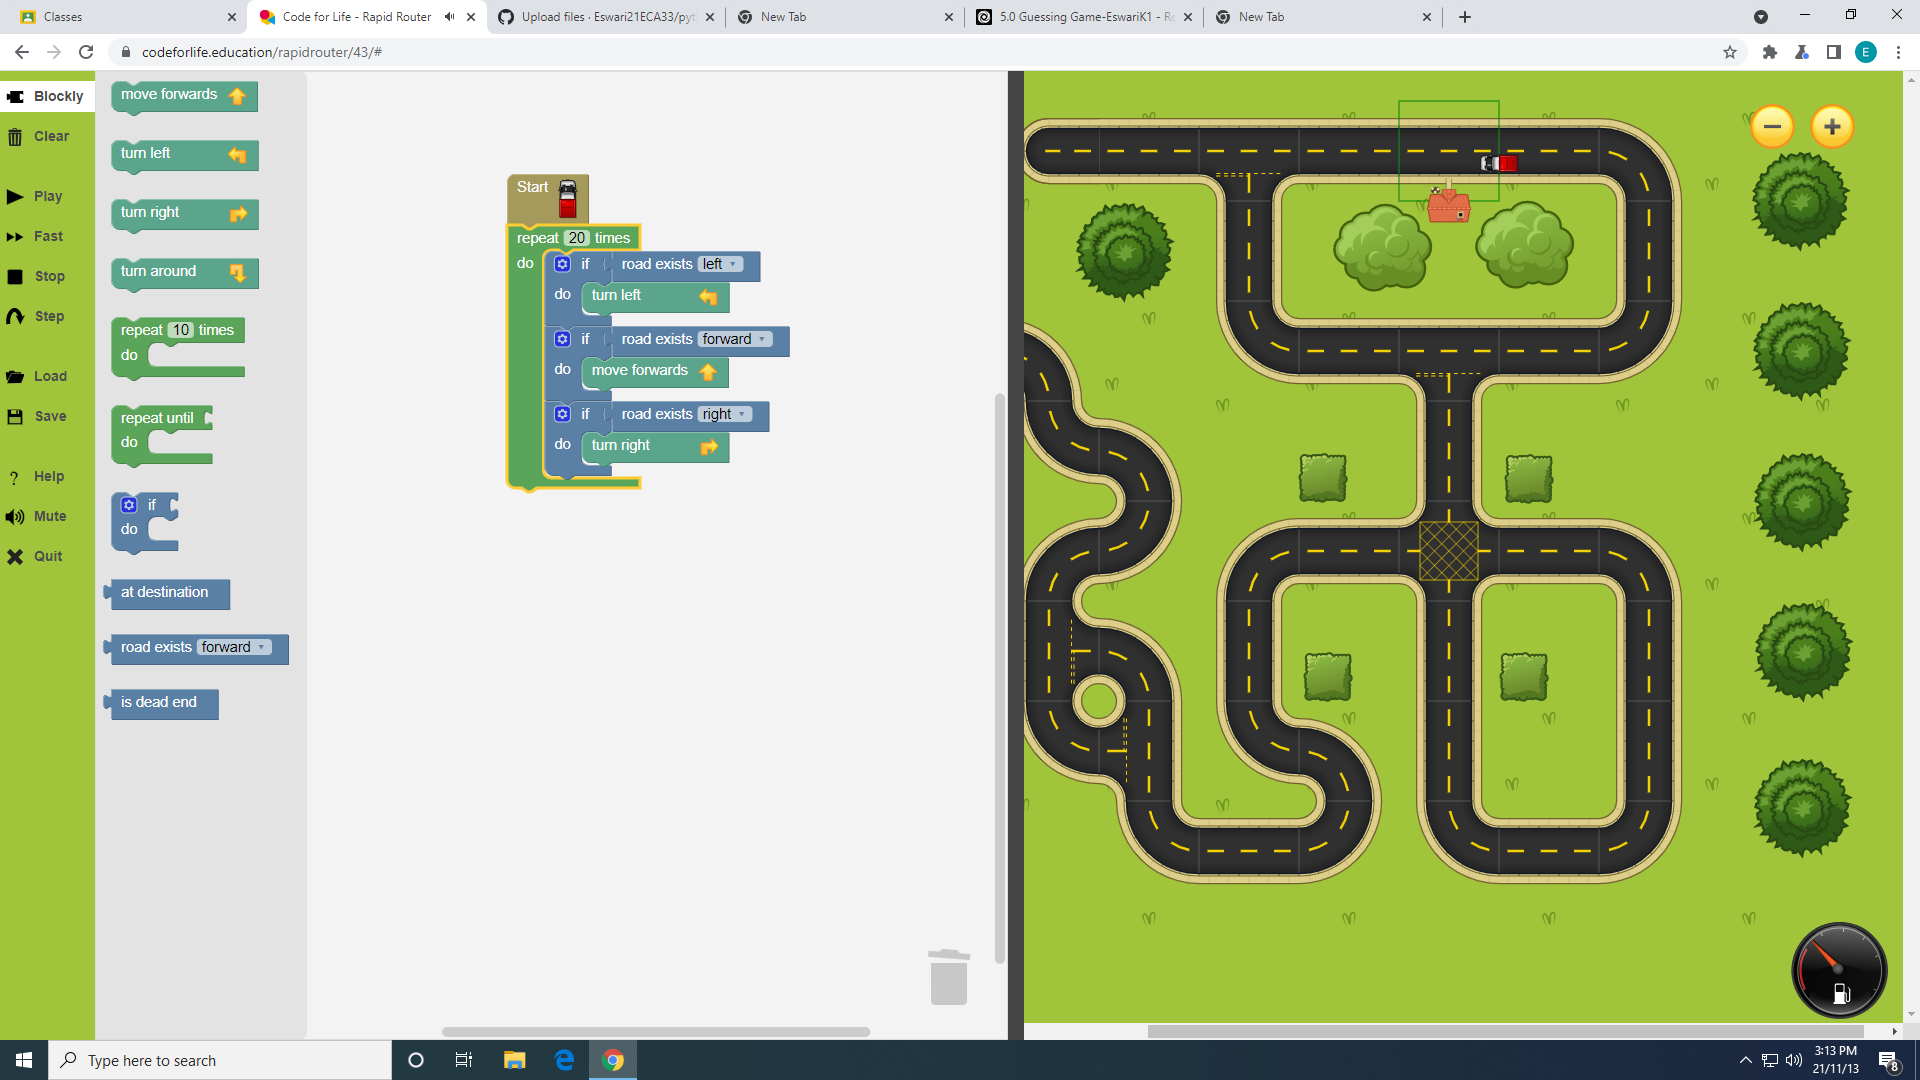 Classes
Code for Life - Rapid Router
Upload files · Eswari21ECA33/pyt
New Tab
5.0 Guessing Game-EswariK1 - Re
New Tab
codeforlife.education/rapidrouter/43/#
E
Blockly
Clear
Play
Fast
Stop
Step
Load
Save
? Help
Mute
Quit
move forwards
turn left
turn right
turn around
repeat 10 times
do
repeat until
do
if
do
at destination
road exists forward
is dead end
Start
repeat 20 times
do if road exists left
do turn left
if road exists forward
do move forwards
if road exists right
do turn right
Type here to search
3:13 PM
21/11/13
8